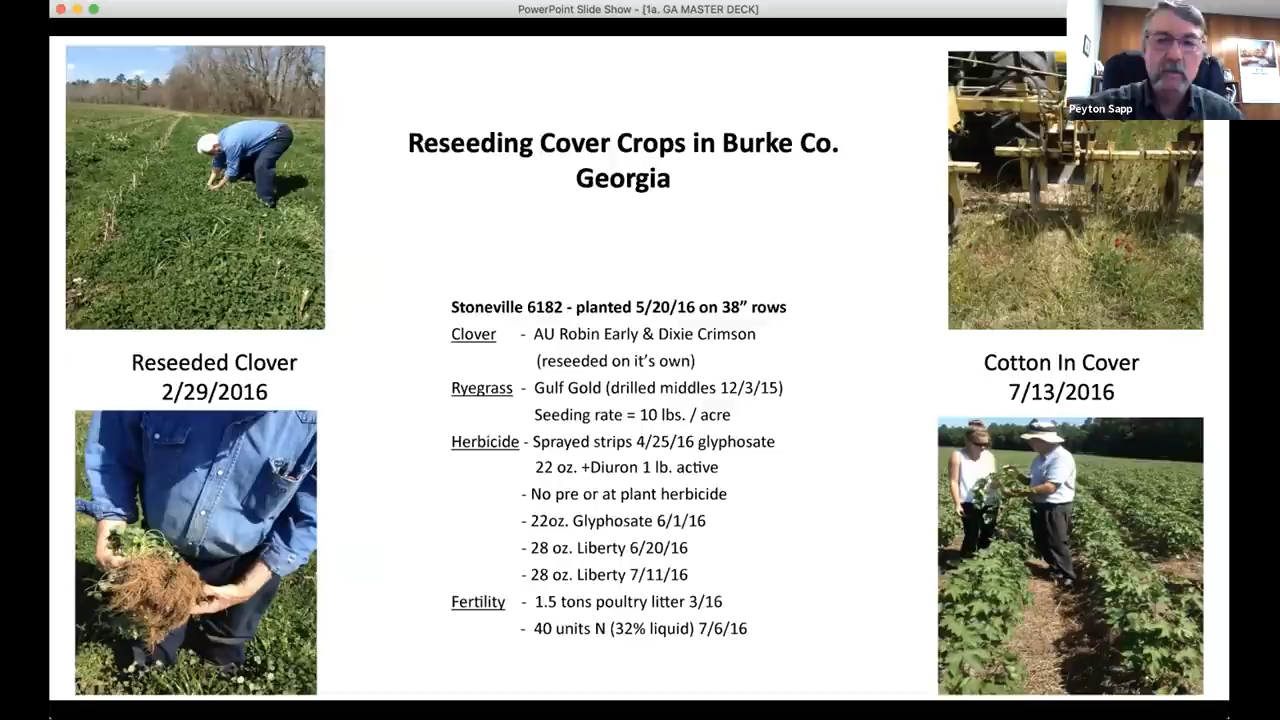 PowerPoint Slide Show - [1a. GA MASTER DECK]
Peyton Sapp
Reseeding Cover Crops in Burke Co.
Georgia
Stoneville 6182 - planted 5/20/16 on 38” rows
Clover - AU Robin Early & Dixie Crimson
(reseeded on it’s own)
Ryegrass - Gulf Gold (drilled middles 12/3/15)
Seeding rate = 10 lbs. / acre
Herbicide - Sprayed strips 4/25/16 glyphosate
22 oz. +Diuron 1 lb. active
- No pre or at plant herbicide
- 22oz. Glyphosate 6/1/16
- 28 oz. Liberty 6/20/16
- 28 oz. Liberty 7/11/16
Fertility - 1.5 tons poultry litter 3/16
- 40 units N (32% liquid) 7/6/16
Reseeded Clover
2/29/2016
Cotton In Cover
7/13/2016